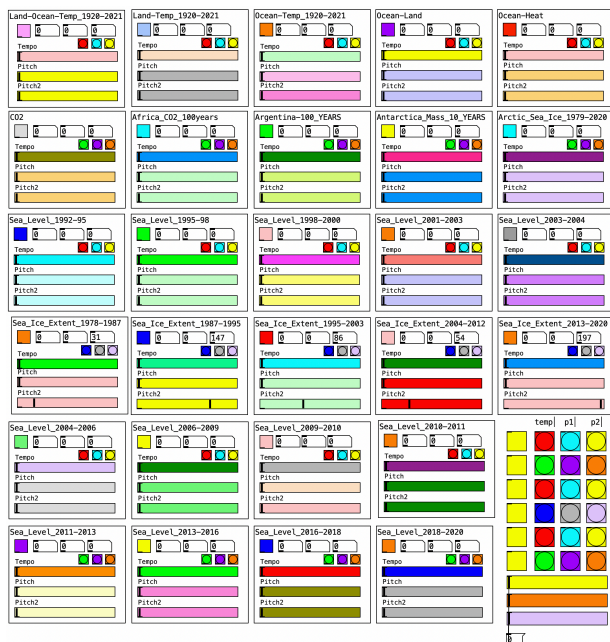 Land-Ocean-Temp_1920-2021
0 0 0
Tempo
Pitch
Pitch2
Land-Temp_1920-2021
0 0 0
Tempo
Pitch
Pitch2
Ocean-Temp_1920-2021
0 0 0
Tempo
Pitch
Pitch2
Ocean-Land
0 0 0
Tempo
Pitch
Pitch2
Ocean-Heat
0 0 0
Tempo
Pitch
Pitch2
CO2
0 0 0
Tempo
Pitch
Pitch2
Africa_CO2_100years
0 0 0
Tempo
Pitch
Pitch2
Argentina-100_YEARS
0 0 0
Tempo
Pitch
Pitch2
Antarctica_Mass_10_YEARS
0 0 0
Tempo
Pitch
Pitch2
Arctic_Sea_Ice_1979-2020
0 0 0
Tempo
Pitch
Pitch2
Sea_Level_1992-95
0 0 0
Tempo
Pitch
Pitch2
Sea_Level_1995-98
0 0 0
Tempo
Pitch
Pitch2
Sea_Level_1998-2000
0 0 0
Tempo
Pitch
Pitch2
Sea_Level_2001-2003
0 0 0
Tempo
Pitch
Pitch2
Sea_Level_2003-2004
0 0 0
Tempo
Pitch
Pitch2
Sea_Ice_Extent_1978-1987
0 0 31
Tempo
Pitch
Pitch2
Sea_Ice_Extent_1987-1995
0 0 147
Tempo
Pitch
Pitch2
Sea_Ice_Extent_1995-2003
0 0 86
Tempo
Pitch
Pitch2
Sea_Ice_Extent_2004-2012
0 0 54
Tempo
Pitch
Pitch2
Sea_Ice_Extent_2013-2020
0 0 197
Tempo
Pitch
Pitch2
Sea_Level_2004-2006
0 0 0
Tempo
Pitch
Pitch2
Sea_Level_2006-2009
0 0 0
Tempo
Pitch
Pitch2
Sea_Level_2009-2010
0 0 0
Tempo
Pitch
Pitch2
Sea_Level_2010-2011
0 0 0
Tempo
Pitch
Pitch2
temp| p1| p2|
Sea_Level_2011-2013
0 0 0
Tempo
Pitch
Pitch2
Sea_Level_2013-2016
0 0 0
Tempo
Pitch
Pitch2
Sea_Level_2016-2018
0 0 0
Tempo
Pitch
Pitch2
Sea_Level_2018-2020
0 0 0
Tempo
Pitch
Pitch2
0